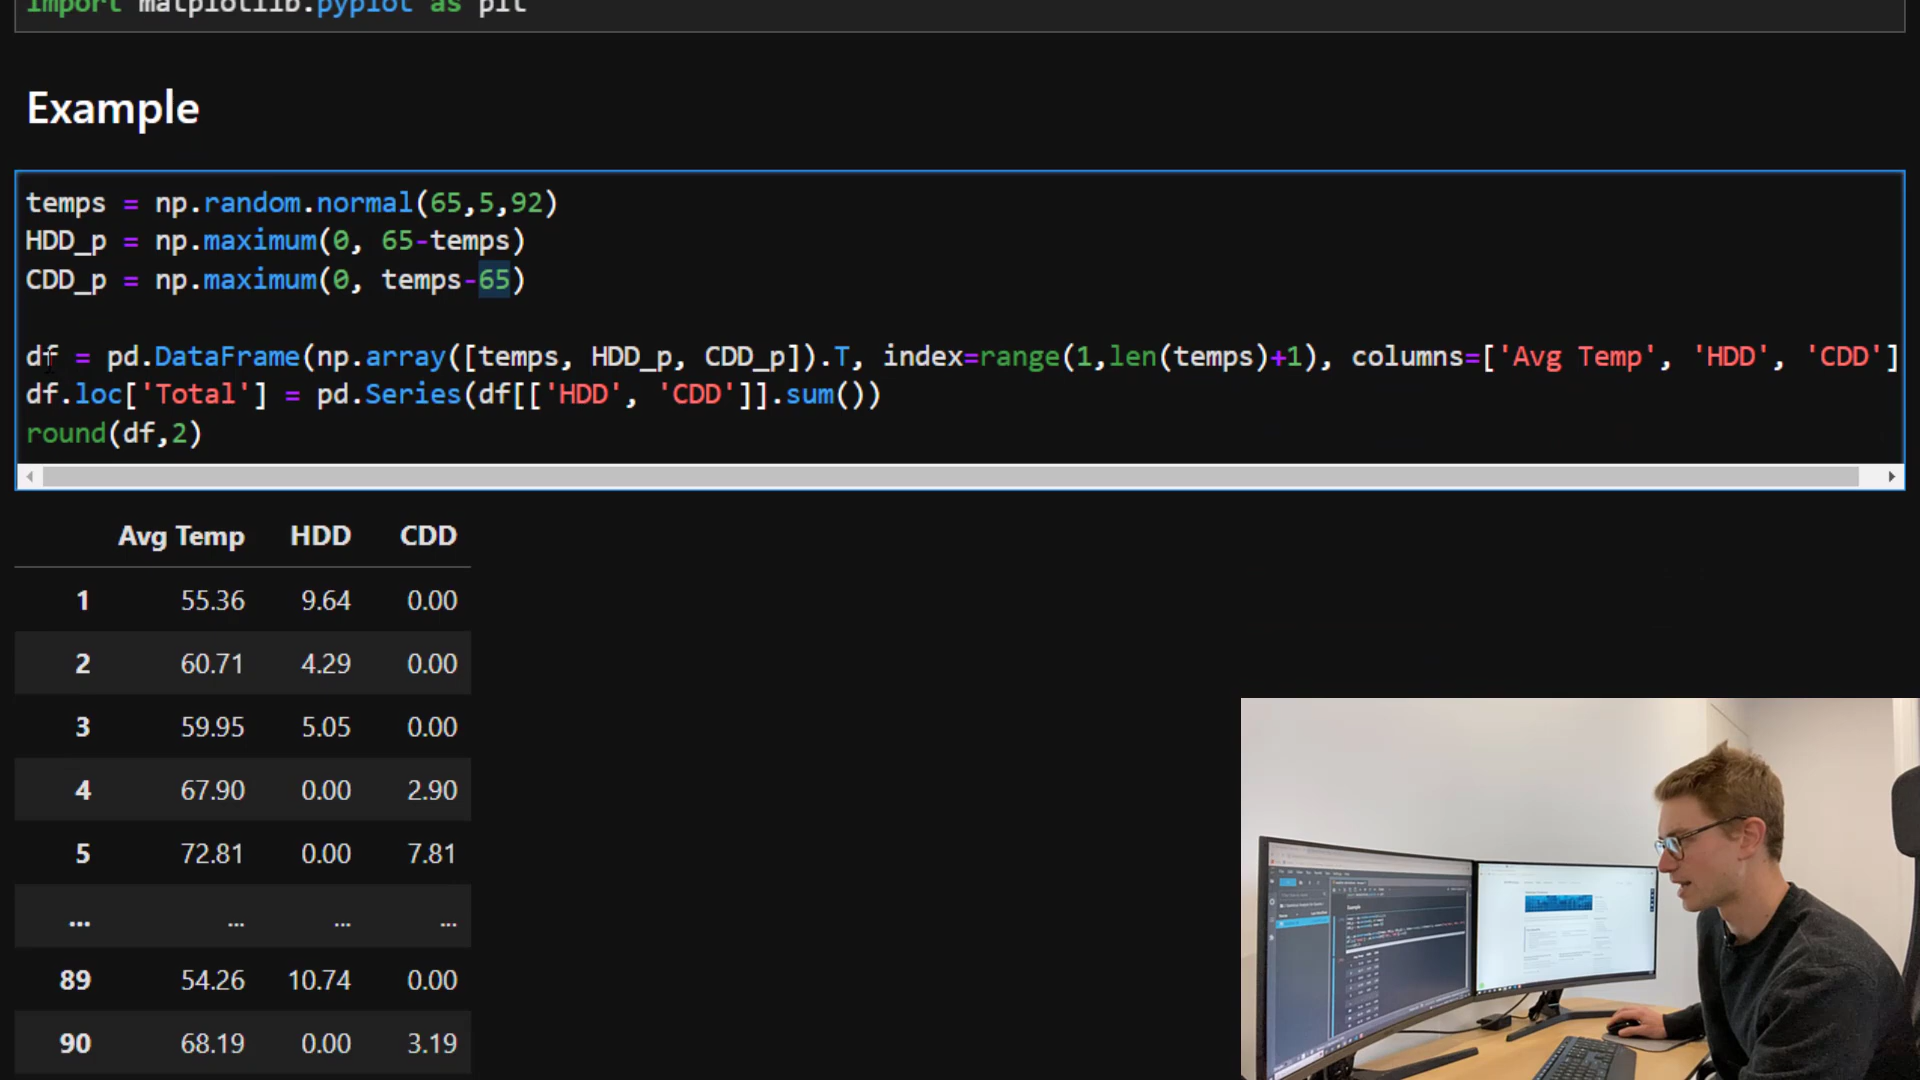 import matplotlib.pyplot as plt
Example
temps = np.random.normal(65,5,92)
HDD_p = np.maximum(0, 65-temps)
CDD_p = np.maximum(0, temps-65)
df = pd.DataFrame(np.array([temps, HDD_p, CDD_p]).T, index=range(1,len(temps)+1), columns=['Avg Temp', 'HDD', 'CDD']
df.loc['Total'] = pd.Series(df[['HDD', 'CDD']].sum())
round(df,2)
Avg Temp HDD CDD
1 55.36 9.64 0.00
2 60.71 4.29 0.00
3 59.95 5.05 0.00
4 67.90 0.00 2.90
5 72.81 0.00 7.81
... ... ... ...
89 54.26 10.74 0.00
90 68.19 0.00 3.19